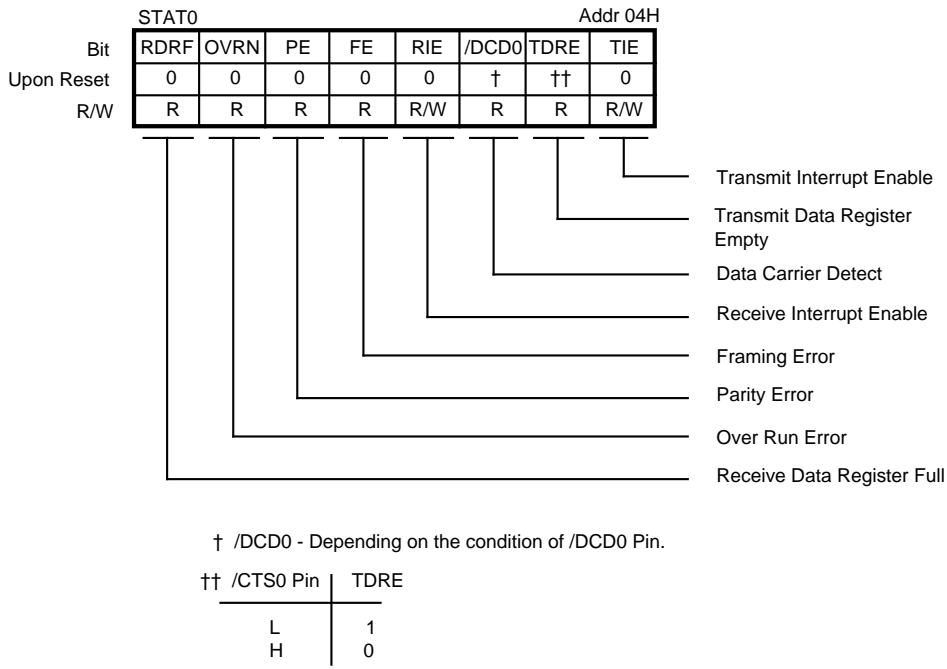 STAT0 Addr 04H
Bit RDRF OVRN PE FE RIE /DCD0 TDRE TIE
Upon Reset 0 0 0 0 0 † †† 0
R/W R R R R R/W R R R/W
Transmit Interrupt Enable
Transmit Data Register
Empty
Data Carrier Detect
Receive Interrupt Enable
Framing Error
Parity Error
Over Run Error
Receive Data Register Full
† /DCD0 - Depending on the condition of /DCD0 Pin.
†† /CTS0 Pin TDRE
L 1
H 0